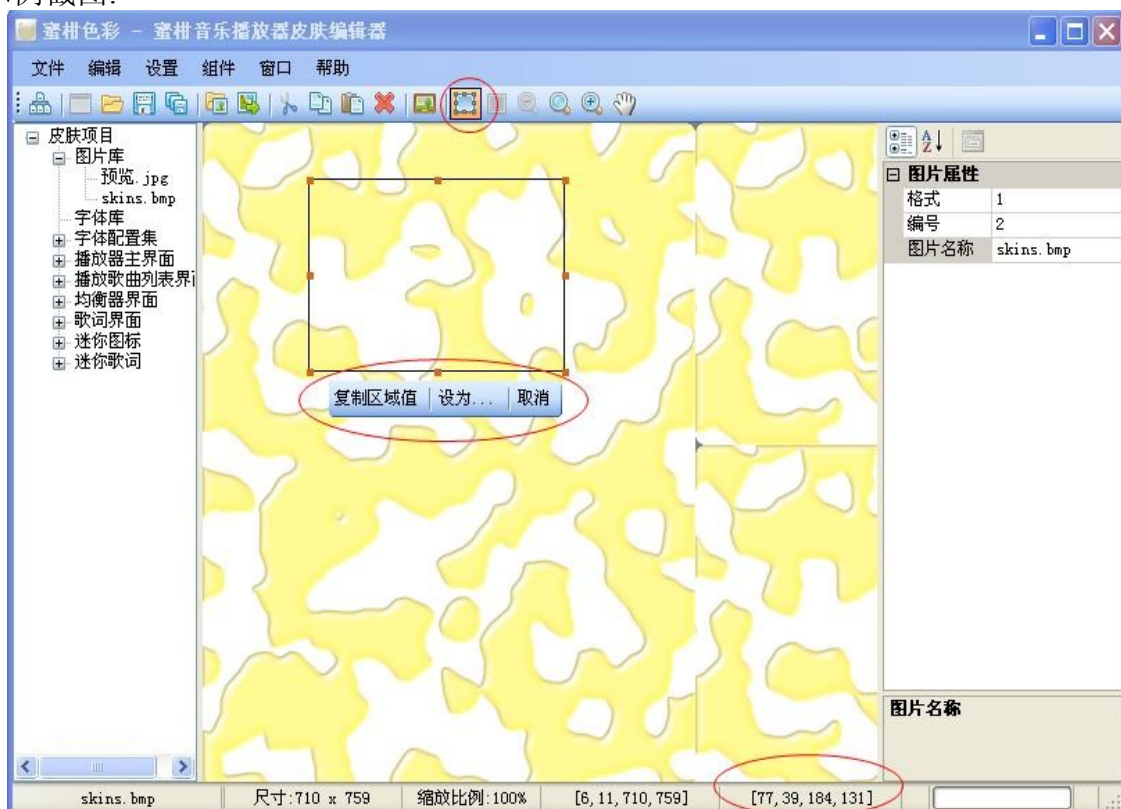 例截图:
蜜柑色彩 - 蜜柑音乐播放器皮肤编辑器
文件 编辑 设置 组件 窗口 帮助
皮肤项目
图片库
预览.jpg
skins.bmp
字体库
字体配置集
播放器主界面
播放歌曲列表界
均衡器界面
歌词界面
迷你图标
迷你歌词
复制区域值 设为... 取消
图片属性
格式 1
编号 2
图片名称 skins.bmp
图片名称
skins.bmp 尺寸:710 x 759 缩放比例:100% [6,11,710,759] [77,39,184,131]